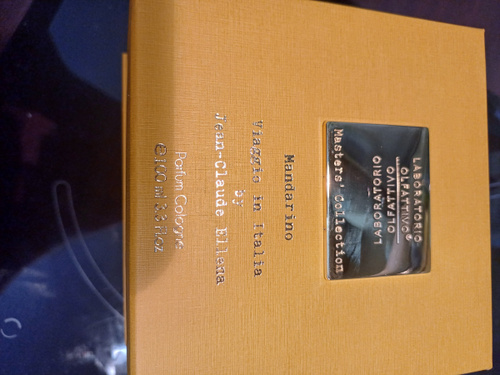 LABORATORIO
OLFATTIVO®
LABORATORIO
OLFATTIVO
Masters' Collection
Mandarino
Viaggio in Italia
by
Jean-Claude Ellena
Parfum Cologne
℮ 100 ml 3.3 fl oz